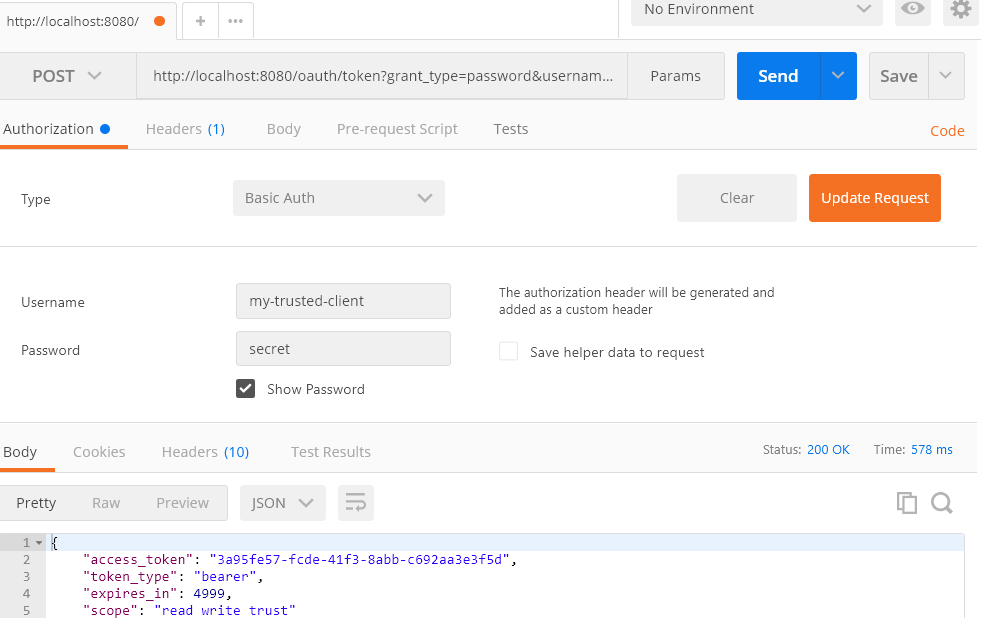 http://localhost:8080/ + ••• No Environment
POST http://localhost:8080/oauth/token?grant_type=password&usernam... Params Send Save
Authorization Headers (1) Body Pre-request Script Tests Code
Type Basic Auth Clear Update Request
Username my-trusted-client The authorization header will be generated and
added as a custom header
Password secret Save helper data to request
Show Password
Body Cookies Headers (10) Test Results Status: 200 OK Time: 578 ms
Pretty Raw Preview JSON
1 {
2 "access_token": "3a95fe57-fcde-41f3-8abb-c692aa3e3f5d",
3 "token_type": "bearer",
4 "expires_in": 4999,
5 "scope": "read write trust"